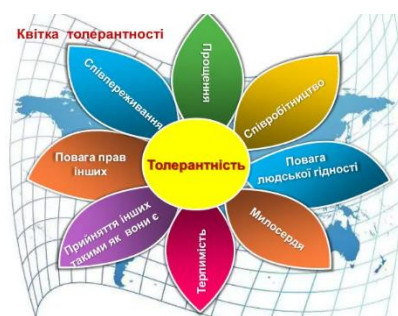 Квітка толерантності
Прощення
Співробітництво
Повага
людської гідності
Милосердя
Терпимість
Прийняття інших
такими як вони є
Повага прав
інших
Співпереживання
Толерантність